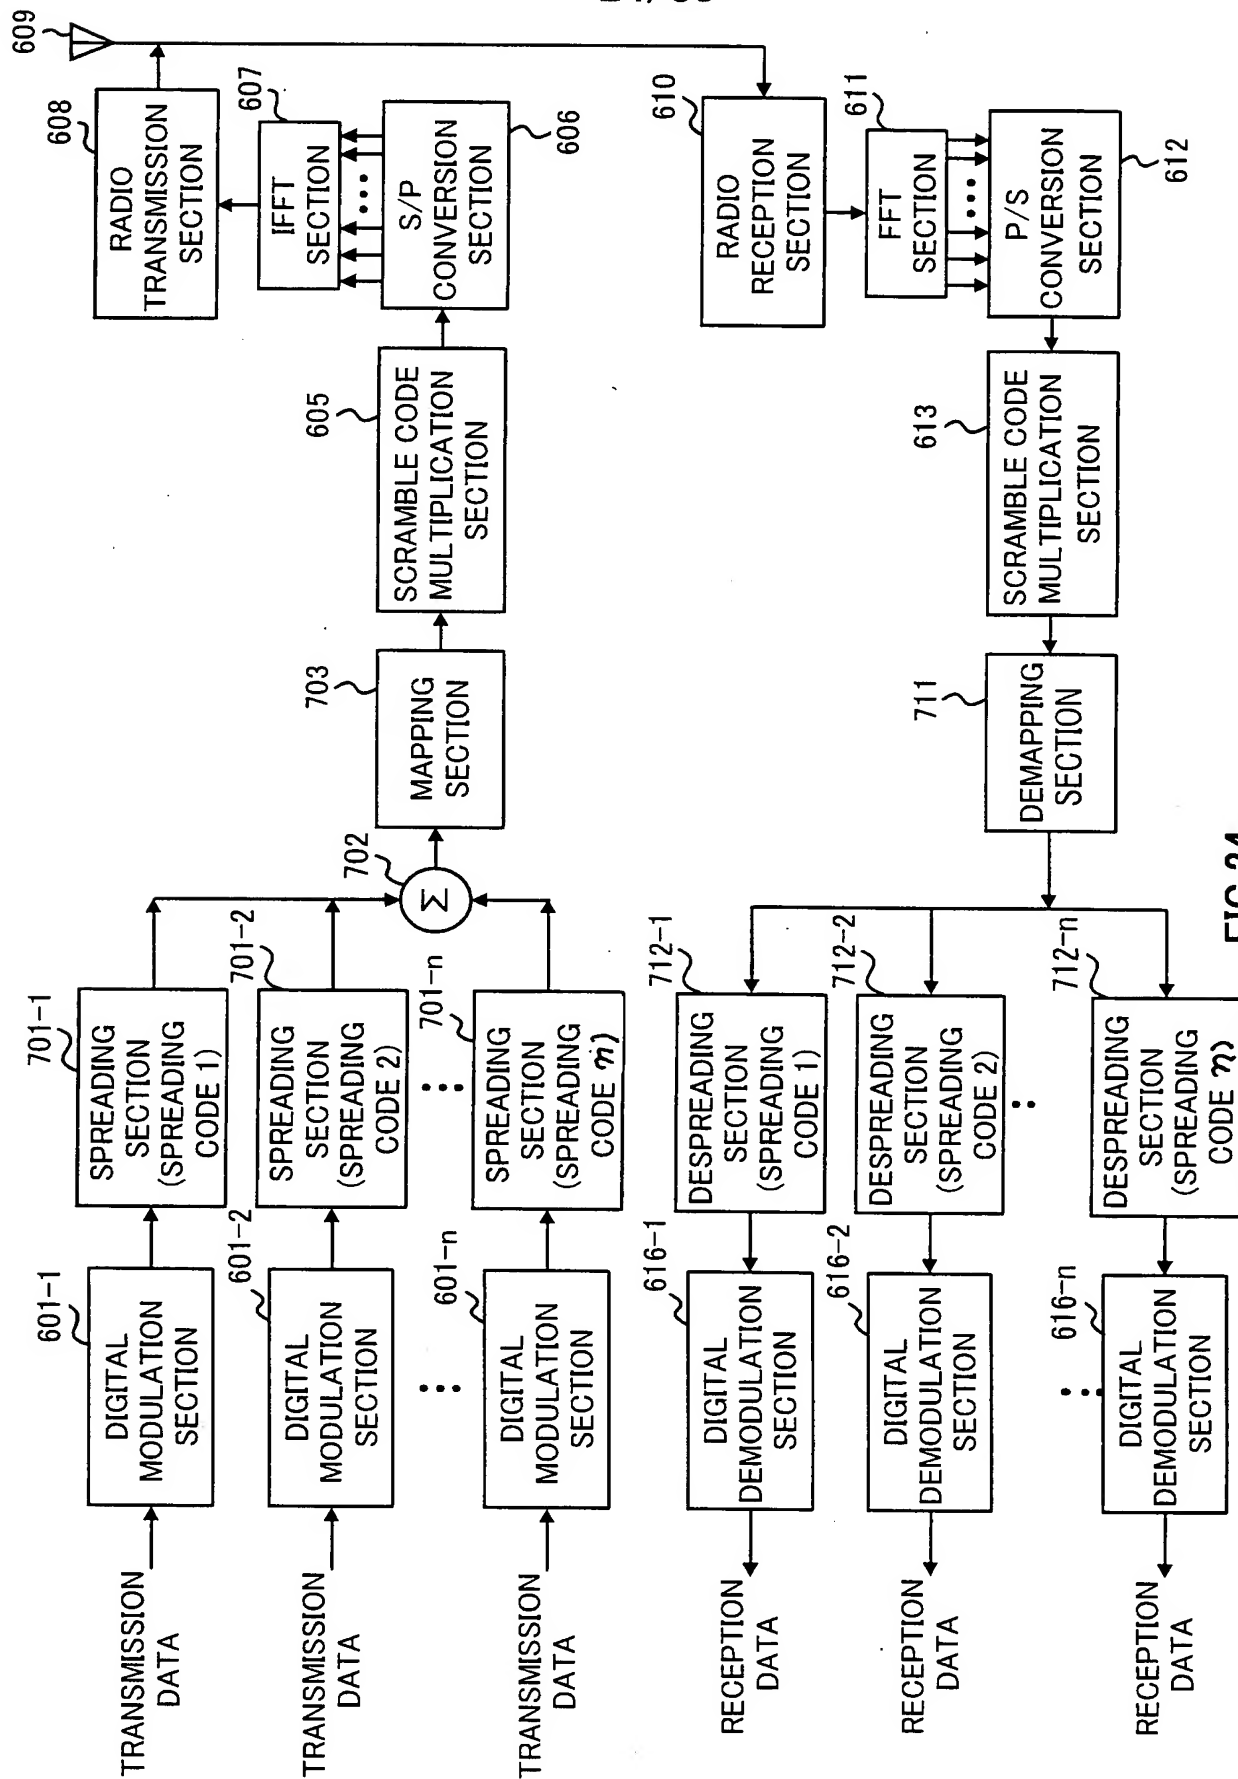 TRANSMISSION
DATA
601-1
DIGITAL
MODULATION
SECTION
701-1
SPREADING
SECTION
(SPREADING
CODE 1)
TRANSMISSION
DATA
601-2
DIGITAL
MODULATION
SECTION
701-2
SPREADING
SECTION
(SPREADING
CODE 2)
TRANSMISSION
DATA
601-n
DIGITAL
MODULATION
SECTION
701-n
SPREADING
SECTION
(SPREADING
CODE n)
702
Σ
703
MAPPING
SECTION
605
SCRAMBLE CODE
MULTIPLICATION
SECTION
S/P
CONVERSION
SECTION
606
607
IFFT
SECTION
608
RADIO
TRANSMISSION
SECTION
609
610
RADIO
RECEPTION
SECTION
611
FFT
SECTION
P/S
CONVERSION
SECTION
612
613
SCRAMBLE CODE
MULTIPLICATION
SECTION
711
DEMAPPING
SECTION
712-1
DESPREADING
SECTION
(SPREADING
CODE 1)
616-1
DIGITAL
DEMODULATION
SECTION
RECEPTION
DATA
712-2
DESPREADING
SECTION
(SPREADING
CODE 2)
616-2
DIGITAL
DEMODULATION
SECTION
RECEPTION
DATA
712-n
DESPREADING
SECTION
(SPREADING
CODE n)
616-n
DIGITAL
DEMODULATION
SECTION
RECEPTION
DATA